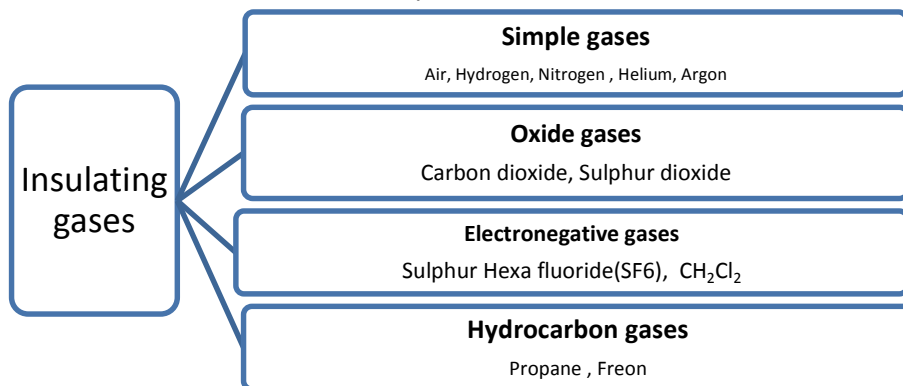 Simple gases
Air, Hydrogen, Nitrogen , Helium, Argon
Oxide gases
Carbon dioxide, Sulphur dioxide
Insulating
gases
Electronegative gases
Sulphur Hexa fluoride(SF6), CH₂Cl₂
Hydrocarbon gases
Propane , Freon